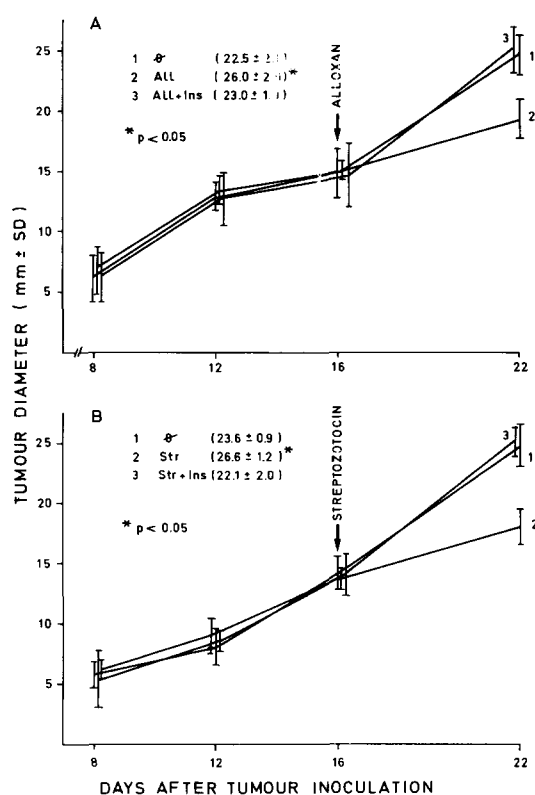 A
1 0 (22.5 ± 2.
2 All (26.0 ± 2. )*
3 All+Ins (23.0 ± 1. )
* p < 0.05
ALLOXAN
3
1
2
25
20
15
10
5
8 12 16 22
TUMOUR DIAMETER ( mm ± SD )
B
1 0 (23.6 ± 0.9 )
2 Str (26.6 ± 1.2 )*
3 Str+Ins (22.1 ± 2.0)
* p < 0.05
STREPTOZOTOCIN
3
1
2
25
20
15
10
5
8 12 16 22
DAYS AFTER TUMOUR INOCULATION